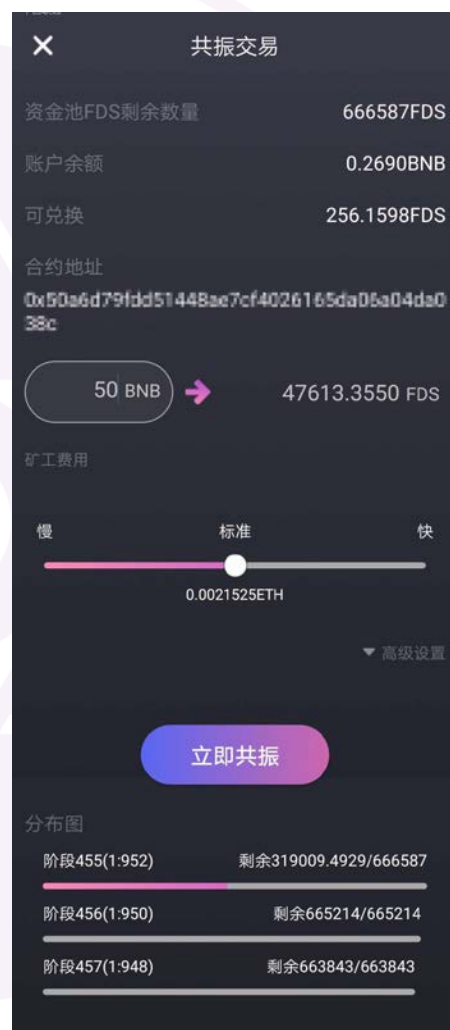 共振交易
资金池FDS剩余数量 666587FDS
账户余额 0.2690BNB
可兑换 256.1598FDS
合约地址
50 BNB 47613.3550 FDS
矿工费用
慢 标准 快
0.0021525ETH
高级设置
立即共振
分布图
阶段455(1:952) 剩余319009.4929/666587
阶段456(1:950) 剩余665214/665214
阶段457(1:948) 剩余663843/663843